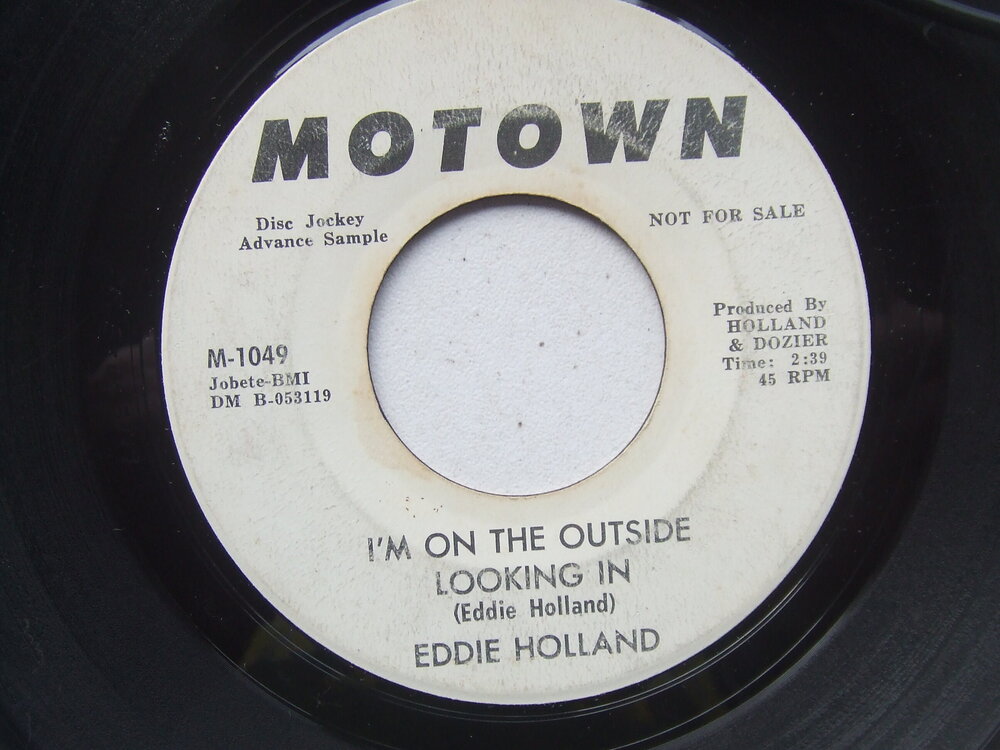 MOTOWN
Disc Jockey
Advance Sample
NOT FOR SALE
M-1049
Jobete-BMI
DM B-053119
Produced By
HOLLAND
& DOZIER
Time: 2:39
45 RPM
I'M ON THE OUTSIDE
LOOKING IN
(Eddie Holland)
EDDIE HOLLAND